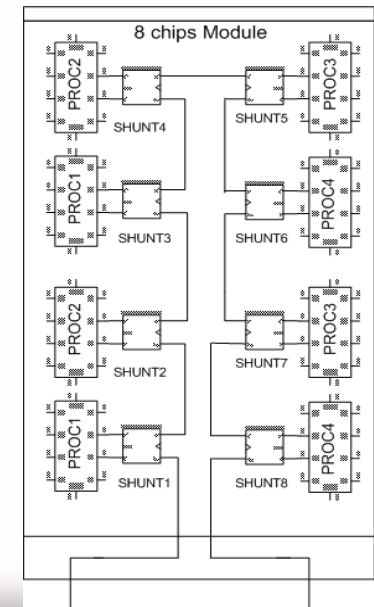 8 chips Module
PROC2
PROC3
SHUNT4
SHUNT5
PROC1
PROC4
SHUNT3
SHUNT6
PROC2
PROC3
SHUNT2
SHUNT7
PROC1
PROC4
SHUNT1
SHUNT8